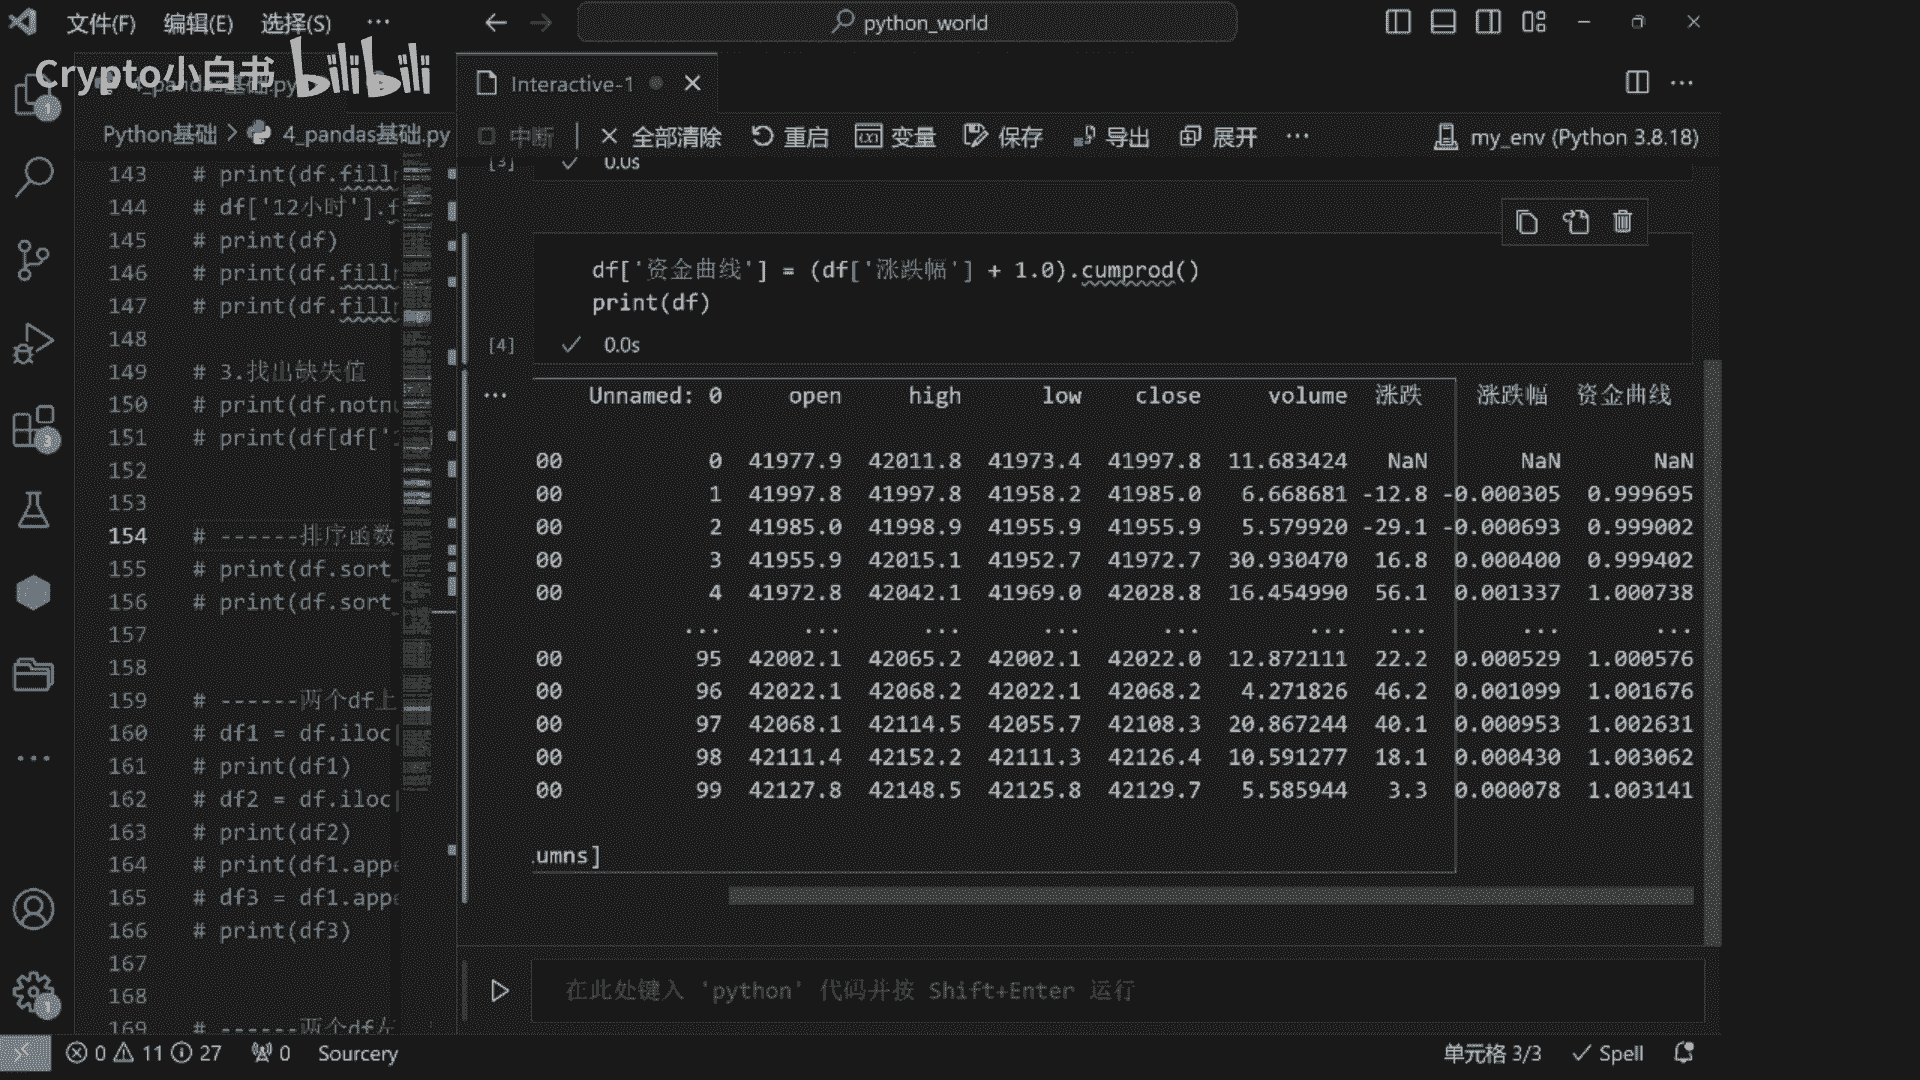 文件(F) 编辑(E) 选择(S) ··· python_world
Crypto小白书 bilibili
4_pandas基础.py Interactive-1
Python基础 > 4_pandas基础.py
中断 全部清除 重启 变量 保存 导出 展开 ··· my_env (Python 3.8.18)
143 # print(df.fillr
144 # df['12小时'].f
145 # print(df)
146 # print(df.fillr
147 # print(df.fillr
148
149 # 3.找出缺失值
150 # print(df.notnu
151 # print(df[df['1
152
153
154 # ------排序函数
155 # print(df.sort_
156 # print(df.sort_
157
158
159 # ------两个df上
160 # df1 = df.iloc[
161 # print(df1)
162 # df2 = df.iloc[
163 # print(df2)
164 # print(df1.appe
165 # df3 = df1.appe
166 # print(df3)
167
168
169 # ------两个df左
[3] 0.0s
df['资金曲线'] = (df['涨跌幅'] + 1.0).cumprod()
print(df)
[4] 0.0s
Unnamed: 0 open high low close volume 涨跌 涨跌幅 资金曲线
00 0 41977.9 42011.8 41973.4 41997.8 11.683424 NaN NaN NaN
00 1 41997.8 41997.8 41958.2 41985.0 6.668681 -12.8 -0.000305 0.999695
00 2 41985.0 41998.9 41955.9 41955.9 5.579920 -29.1 -0.000693 0.999002
00 3 41955.9 42015.1 41952.7 41972.7 30.930470 16.8 0.000400 0.999402
00 4 41972.8 42042.1 41969.0 42028.8 16.454990 56.1 0.001337 1.000738
... ... ... ... ... ... ... ... ...
00 95 42002.1 42065.2 42002.1 42022.0 12.872111 22.2 0.000529 1.000576
00 96 42022.1 42068.2 42022.1 42068.2 4.271826 46.2 0.001099 1.001676
00 97 42068.1 42114.5 42055.7 42108.3 20.867244 40.1 0.000953 1.002631
00 98 42111.4 42152.2 42111.3 42126.4 10.591277 18.1 0.000430 1.003062
00 99 42127.8 42148.5 42125.8 42129.7 5.585944 3.3 0.000078 1.003141
umns]
在此处键入 'python' 代码并按 Shift+Enter 运行
0 11 27 0 Sourcery 单元格 3/3 Spell
1
3
1